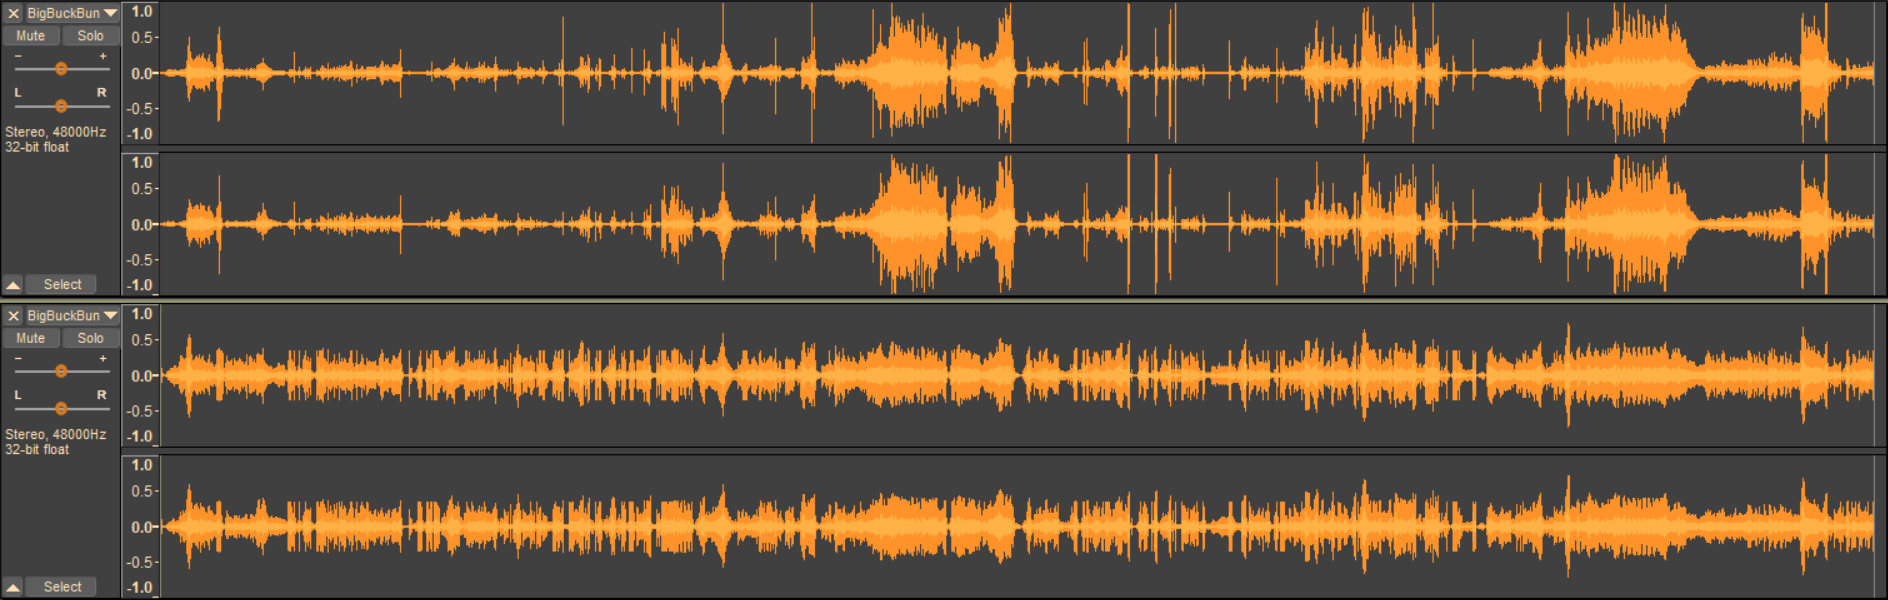 × BigBuckBun
Mute Solo
- +
L R
Stereo, 48000Hz
32-bit float
Select
1.0
0.5-
0.0-
-0.5-
-1.0
1.0
0.5-
0.0-
-0.5-
-1.0
× BigBuckBun
Mute Solo
- +
L R
Stereo, 48000Hz
32-bit float
Select
1.0
0.5-
0.0-
-0.5-
-1.0
1.0
0.5-
0.0-
-0.5-
-1.0